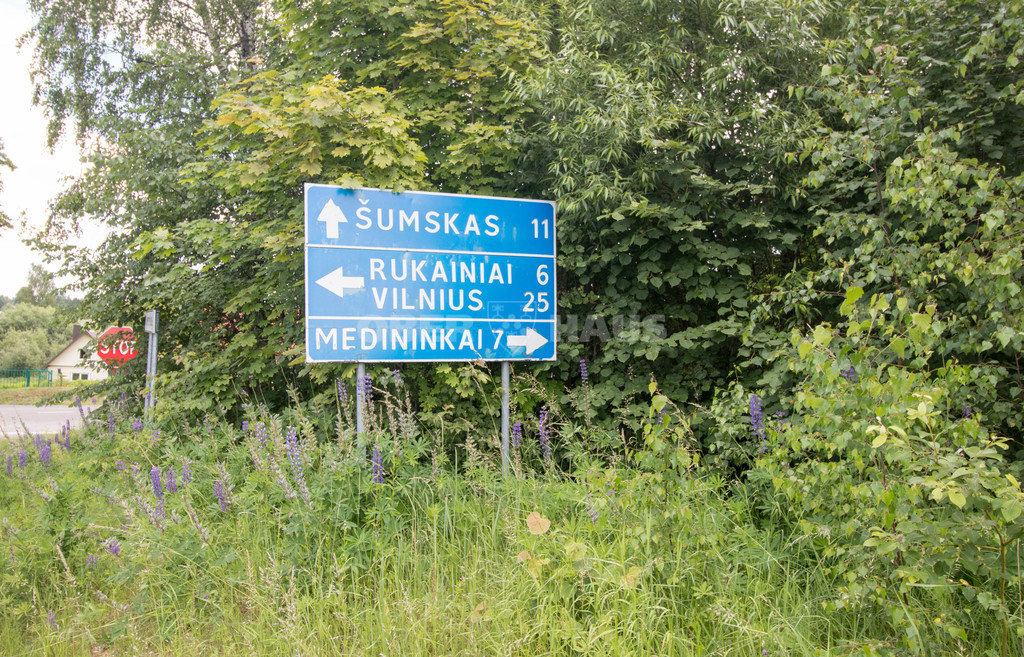 ŠUMSKAS 11
RUKAINIAI 6
VILNIUS 25
MEDININKAI 7
STOP